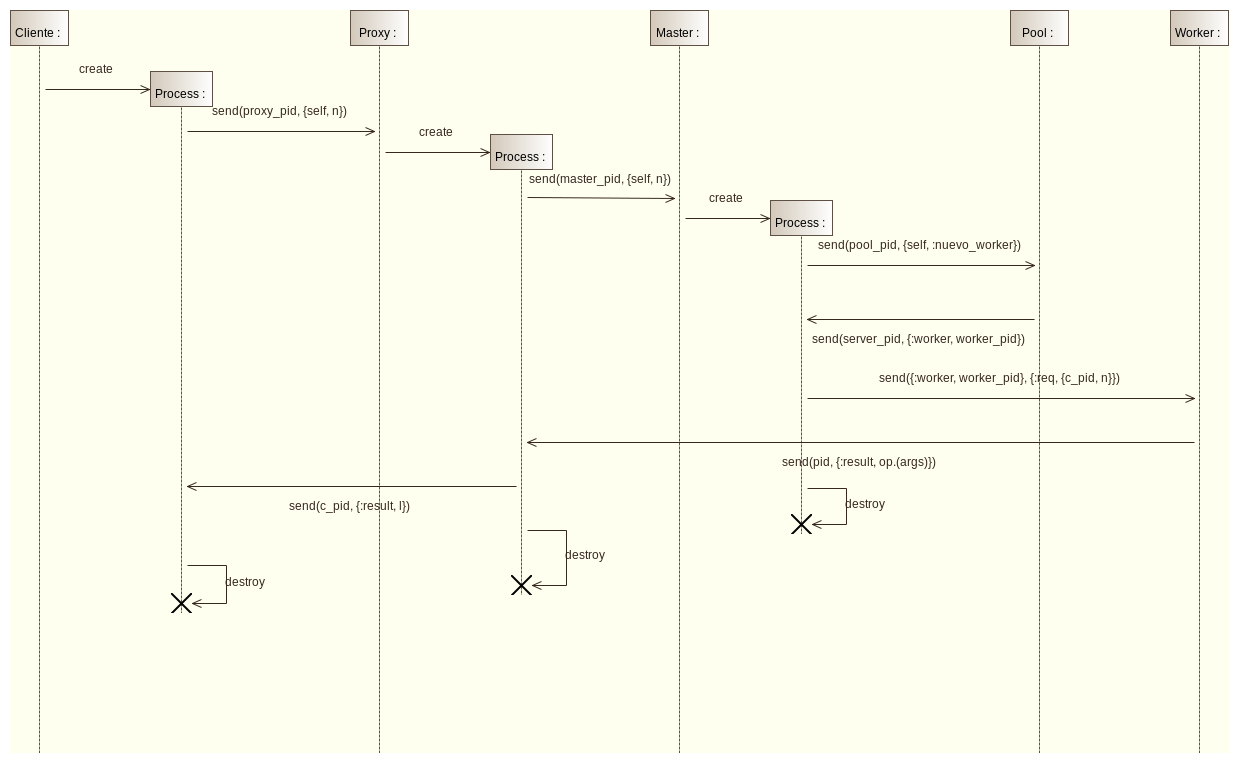 Cliente :
Proxy :
Master :
Pool :
Worker :
create
Process :
send(proxy_pid, {self, n})
create
Process :
send(master_pid, {self, n})
create
Process :
send(pool_pid, {self, :nuevo_worker})
send(server_pid, {:worker, worker_pid})
send({:worker, worker_pid}, {:req, {c_pid, n}})
send(pid, {:result, op.(args)})
send(c_pid, {:result, l})
destroy
destroy
destroy